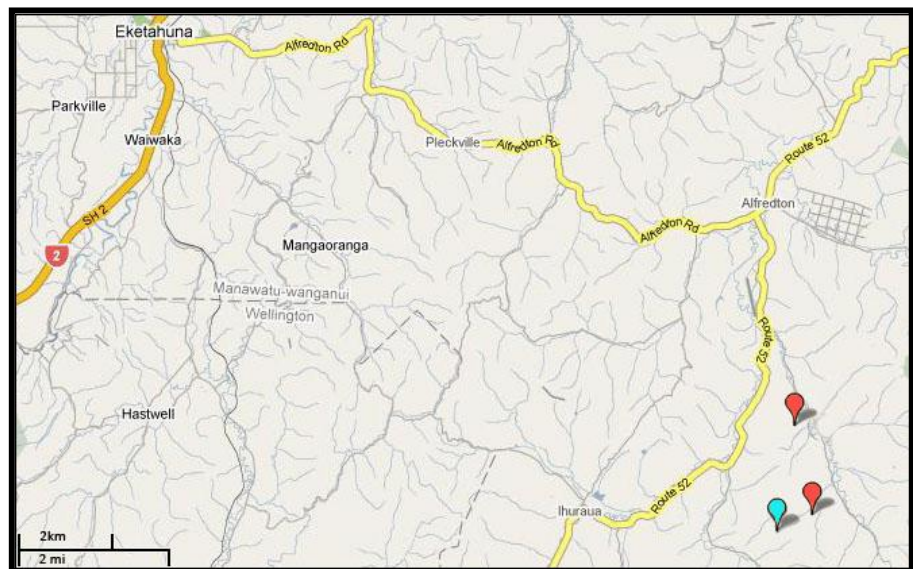 Eketahuna
Alfredton Rd
Parkville
Waiwaka
Pleckville
Alfredton Rd
Route 52
SH 2
Alfredton
Alfredton Rd
2
Mangaoranga
Manawatu-wanganui
Wellington
Route 52
Hastwell
Route 52
Ihuraua
2km
2 mi